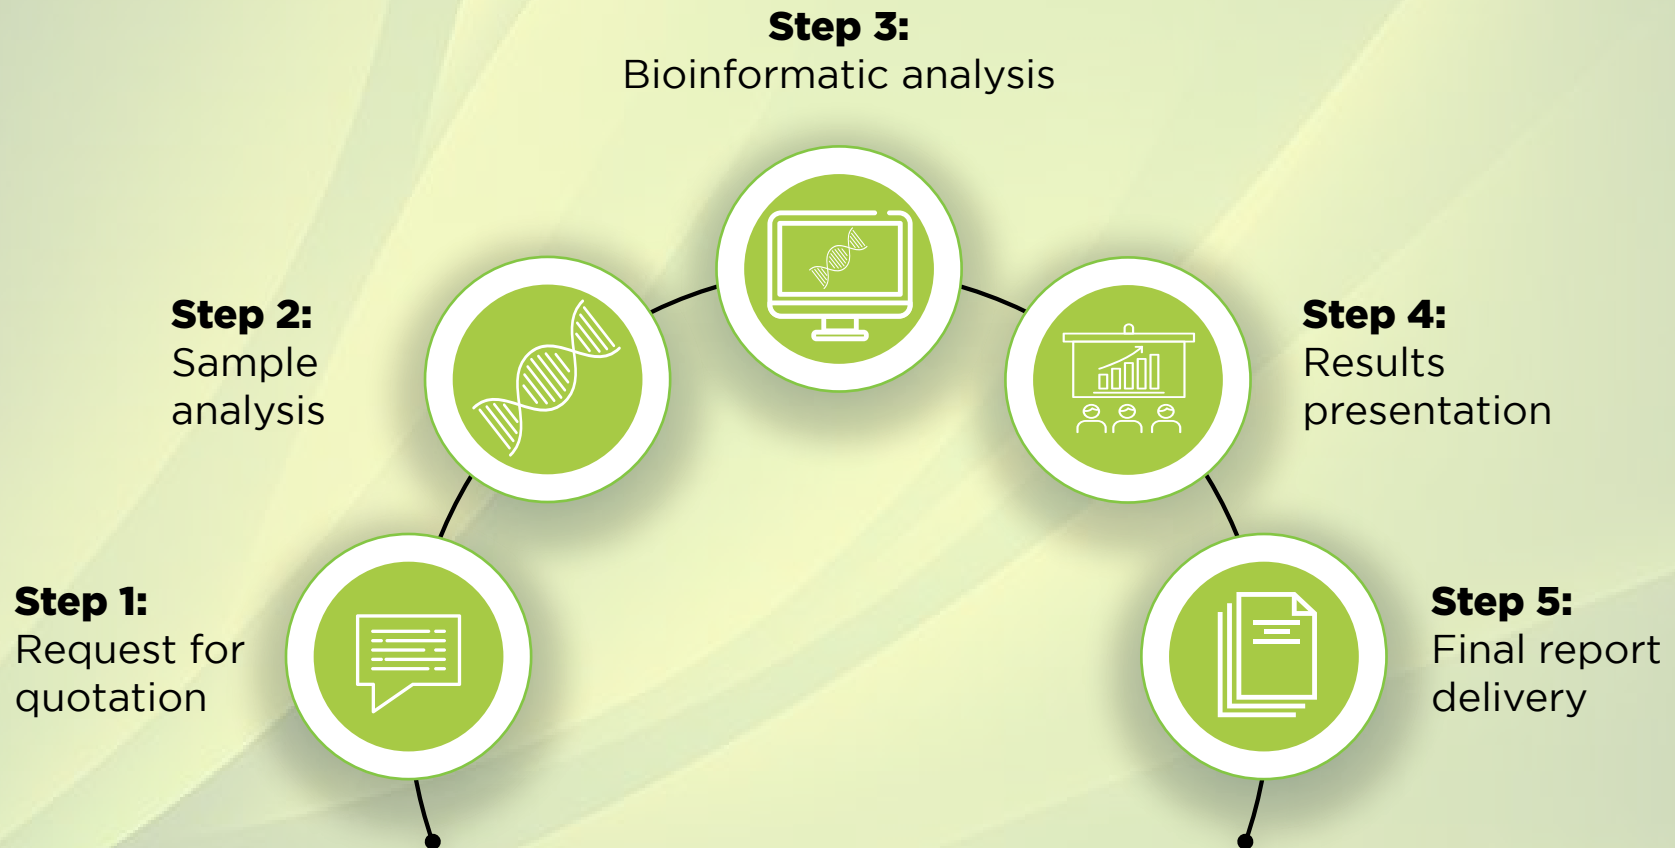 Step 1:
Request for
quotation
Step 2:
Sample
analysis
Step 3:
Bioinformatic analysis
Step 4:
Results
presentation
Step 5:
Final report
delivery